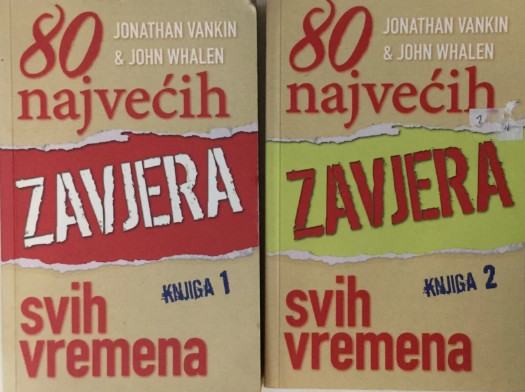 80
JONATHAN VANKIN
& JOHN WHALEN
najvećih
ZAVJERA
KNJIGA 1
svih
vremena
80
JONATHAN VANKIN
& JOHN WHALEN
najvećih
2
ZAVJERA
KNJIGA 2
svih
vremena